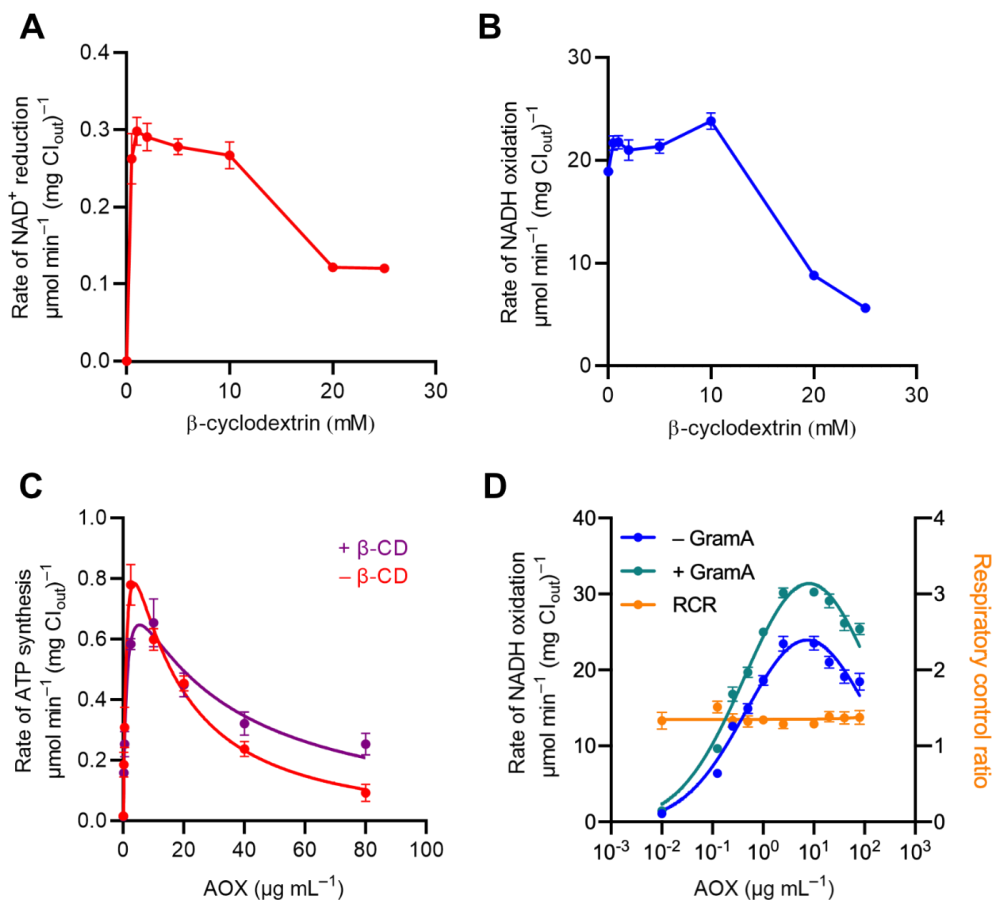 A
Rate of NAD⁺ reduction
µmol min⁻¹ (mg CIₒᵤₜ)⁻¹
0.4
0.3
0.2
0.1
0.0
0 10 20 30
β-cyclodextrin (mM)
B
Rate of NADH oxidation
µmol min⁻¹ (mg CIₒᵤₜ)⁻¹
30
20
10
0
0 10 20 30
β-cyclodextrin (mM)
C
Rate of ATP synthesis
µmol min⁻¹ (mg CIₒᵤₜ)⁻¹
1.0
0.8
0.6
0.4
0.2
0.0
0 20 40 60 80 100
AOX (µg mL⁻¹)
+ β-CD
– β-CD
D
Rate of NADH oxidation
µmol min⁻¹ (mg CIₒᵤₜ)⁻¹
40
30
20
10
0
– GramA
+ GramA
RCR
4
3
2
1
0
Respiratory control ratio
10⁻³ 10⁻² 10⁻¹ 10⁰ 10¹ 10² 10³
AOX (µg mL⁻¹)